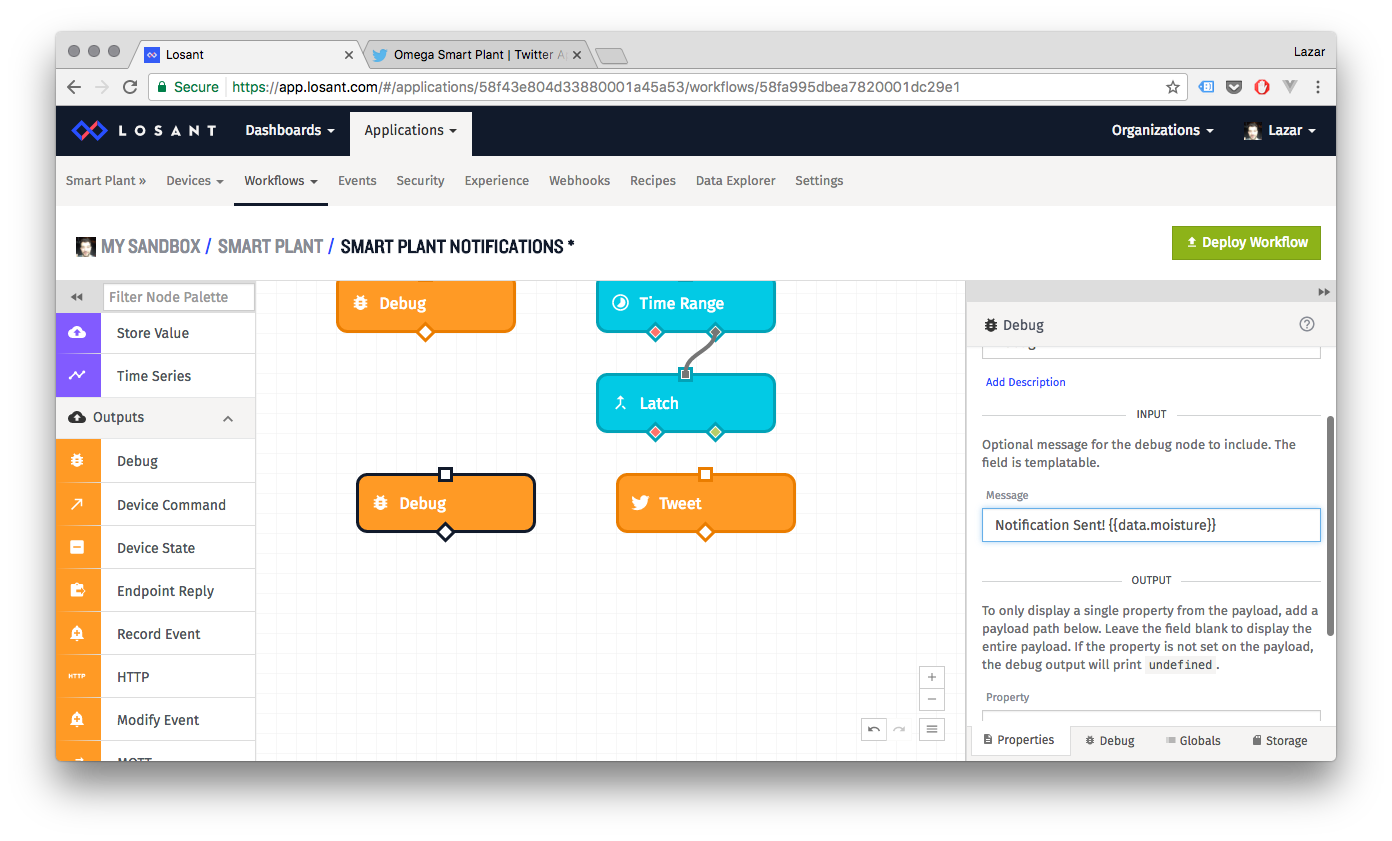 Losant
Omega Smart Plant | Twitter A
Lazar
Secure
https://app.losant.com/#/applications/58f43e804d33880001a45a53/workflows/58fa995dbea7820001dc29e1
LOSANT
Dashboards
Applications
Organizations
Lazar
Smart Plant »
Devices
Workflows
Events
Security
Experience
Webhooks
Recipes
Data Explorer
Settings
MY SANDBOX / SMART PLANT / SMART PLANT NOTIFICATIONS *
Deploy Workflow
Filter Node Palette
Store Value
Time Series
Outputs
Debug
Device Command
Device State
Endpoint Reply
Record Event
HTTP
HTTP
Modify Event
MQTT
Debug
Time Range
Latch
Debug
Tweet
Debug
Add Description
INPUT
Optional message for the debug node to include. The
field is templatable.
Message
Notification Sent! {{data.moisture}}
OUTPUT
To only display a single property from the payload, add a
payload path below. Leave the field blank to display the
entire payload. If the property is not set on the payload,
the debug output will print undefined.
Property
Properties
Debug
Globals
Storage